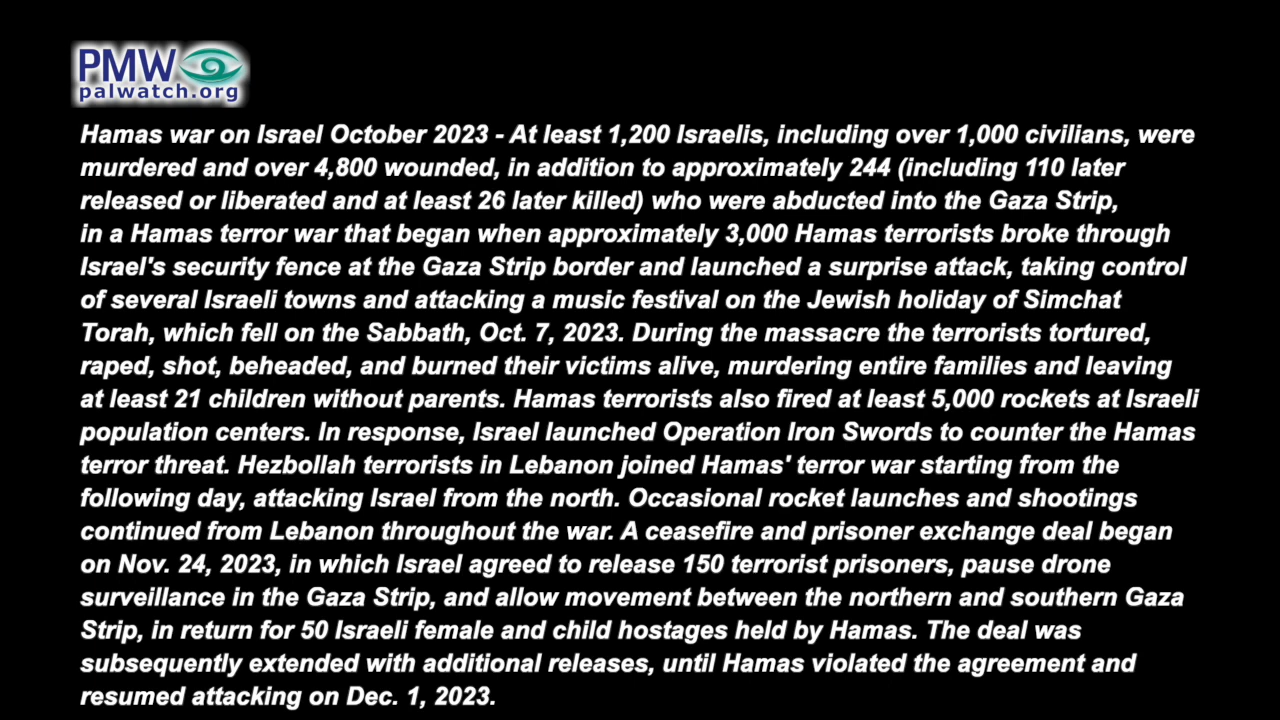 PMW
palwatch.org
Hamas war on Israel October 2023 - At least 1,200 Israelis, including over 1,000 civilians, were
murdered and over 4,800 wounded, in addition to approximately 244 (including 110 later
released or liberated and at least 26 later killed) who were abducted into the Gaza Strip,
in a Hamas terror war that began when approximately 3,000 Hamas terrorists broke through
Israel's security fence at the Gaza Strip border and launched a surprise attack, taking control
of several Israeli towns and attacking a music festival on the Jewish holiday of Simchat
Torah, which fell on the Sabbath, Oct. 7, 2023. During the massacre the terrorists tortured,
raped, shot, beheaded, and burned their victims alive, murdering entire families and leaving
at least 21 children without parents. Hamas terrorists also fired at least 5,000 rockets at Israeli
population centers. In response, Israel launched Operation Iron Swords to counter the Hamas
terror threat. Hezbollah terrorists in Lebanon joined Hamas' terror war starting from the
following day, attacking Israel from the north. Occasional rocket launches and shootings
continued from Lebanon throughout the war. A ceasefire and prisoner exchange deal began
on Nov. 24, 2023, in which Israel agreed to release 150 terrorist prisoners, pause drone
surveillance in the Gaza Strip, and allow movement between the northern and southern Gaza
Strip, in return for 50 Israeli female and child hostages held by Hamas. The deal was
subsequently extended with additional releases, until Hamas violated the agreement and
resumed attacking on Dec. 1, 2023.